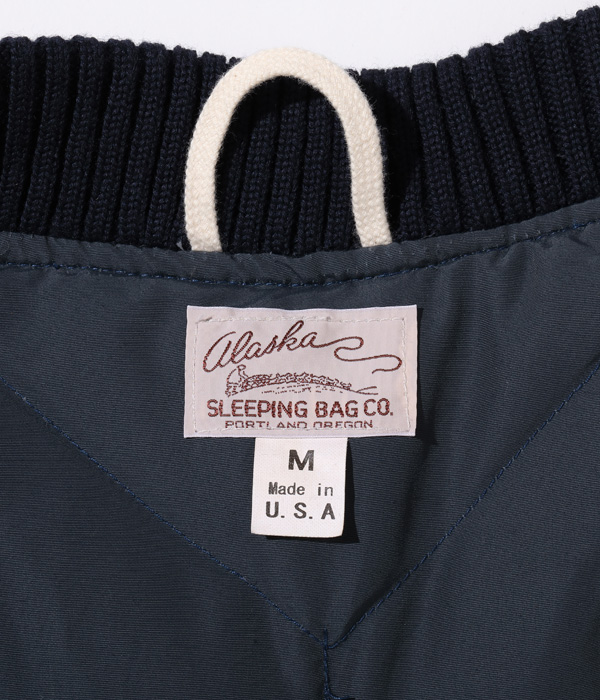 Alaska
SLEEPING BAG CO.
PORTLAND OREGON
M
Made in
U.S.A